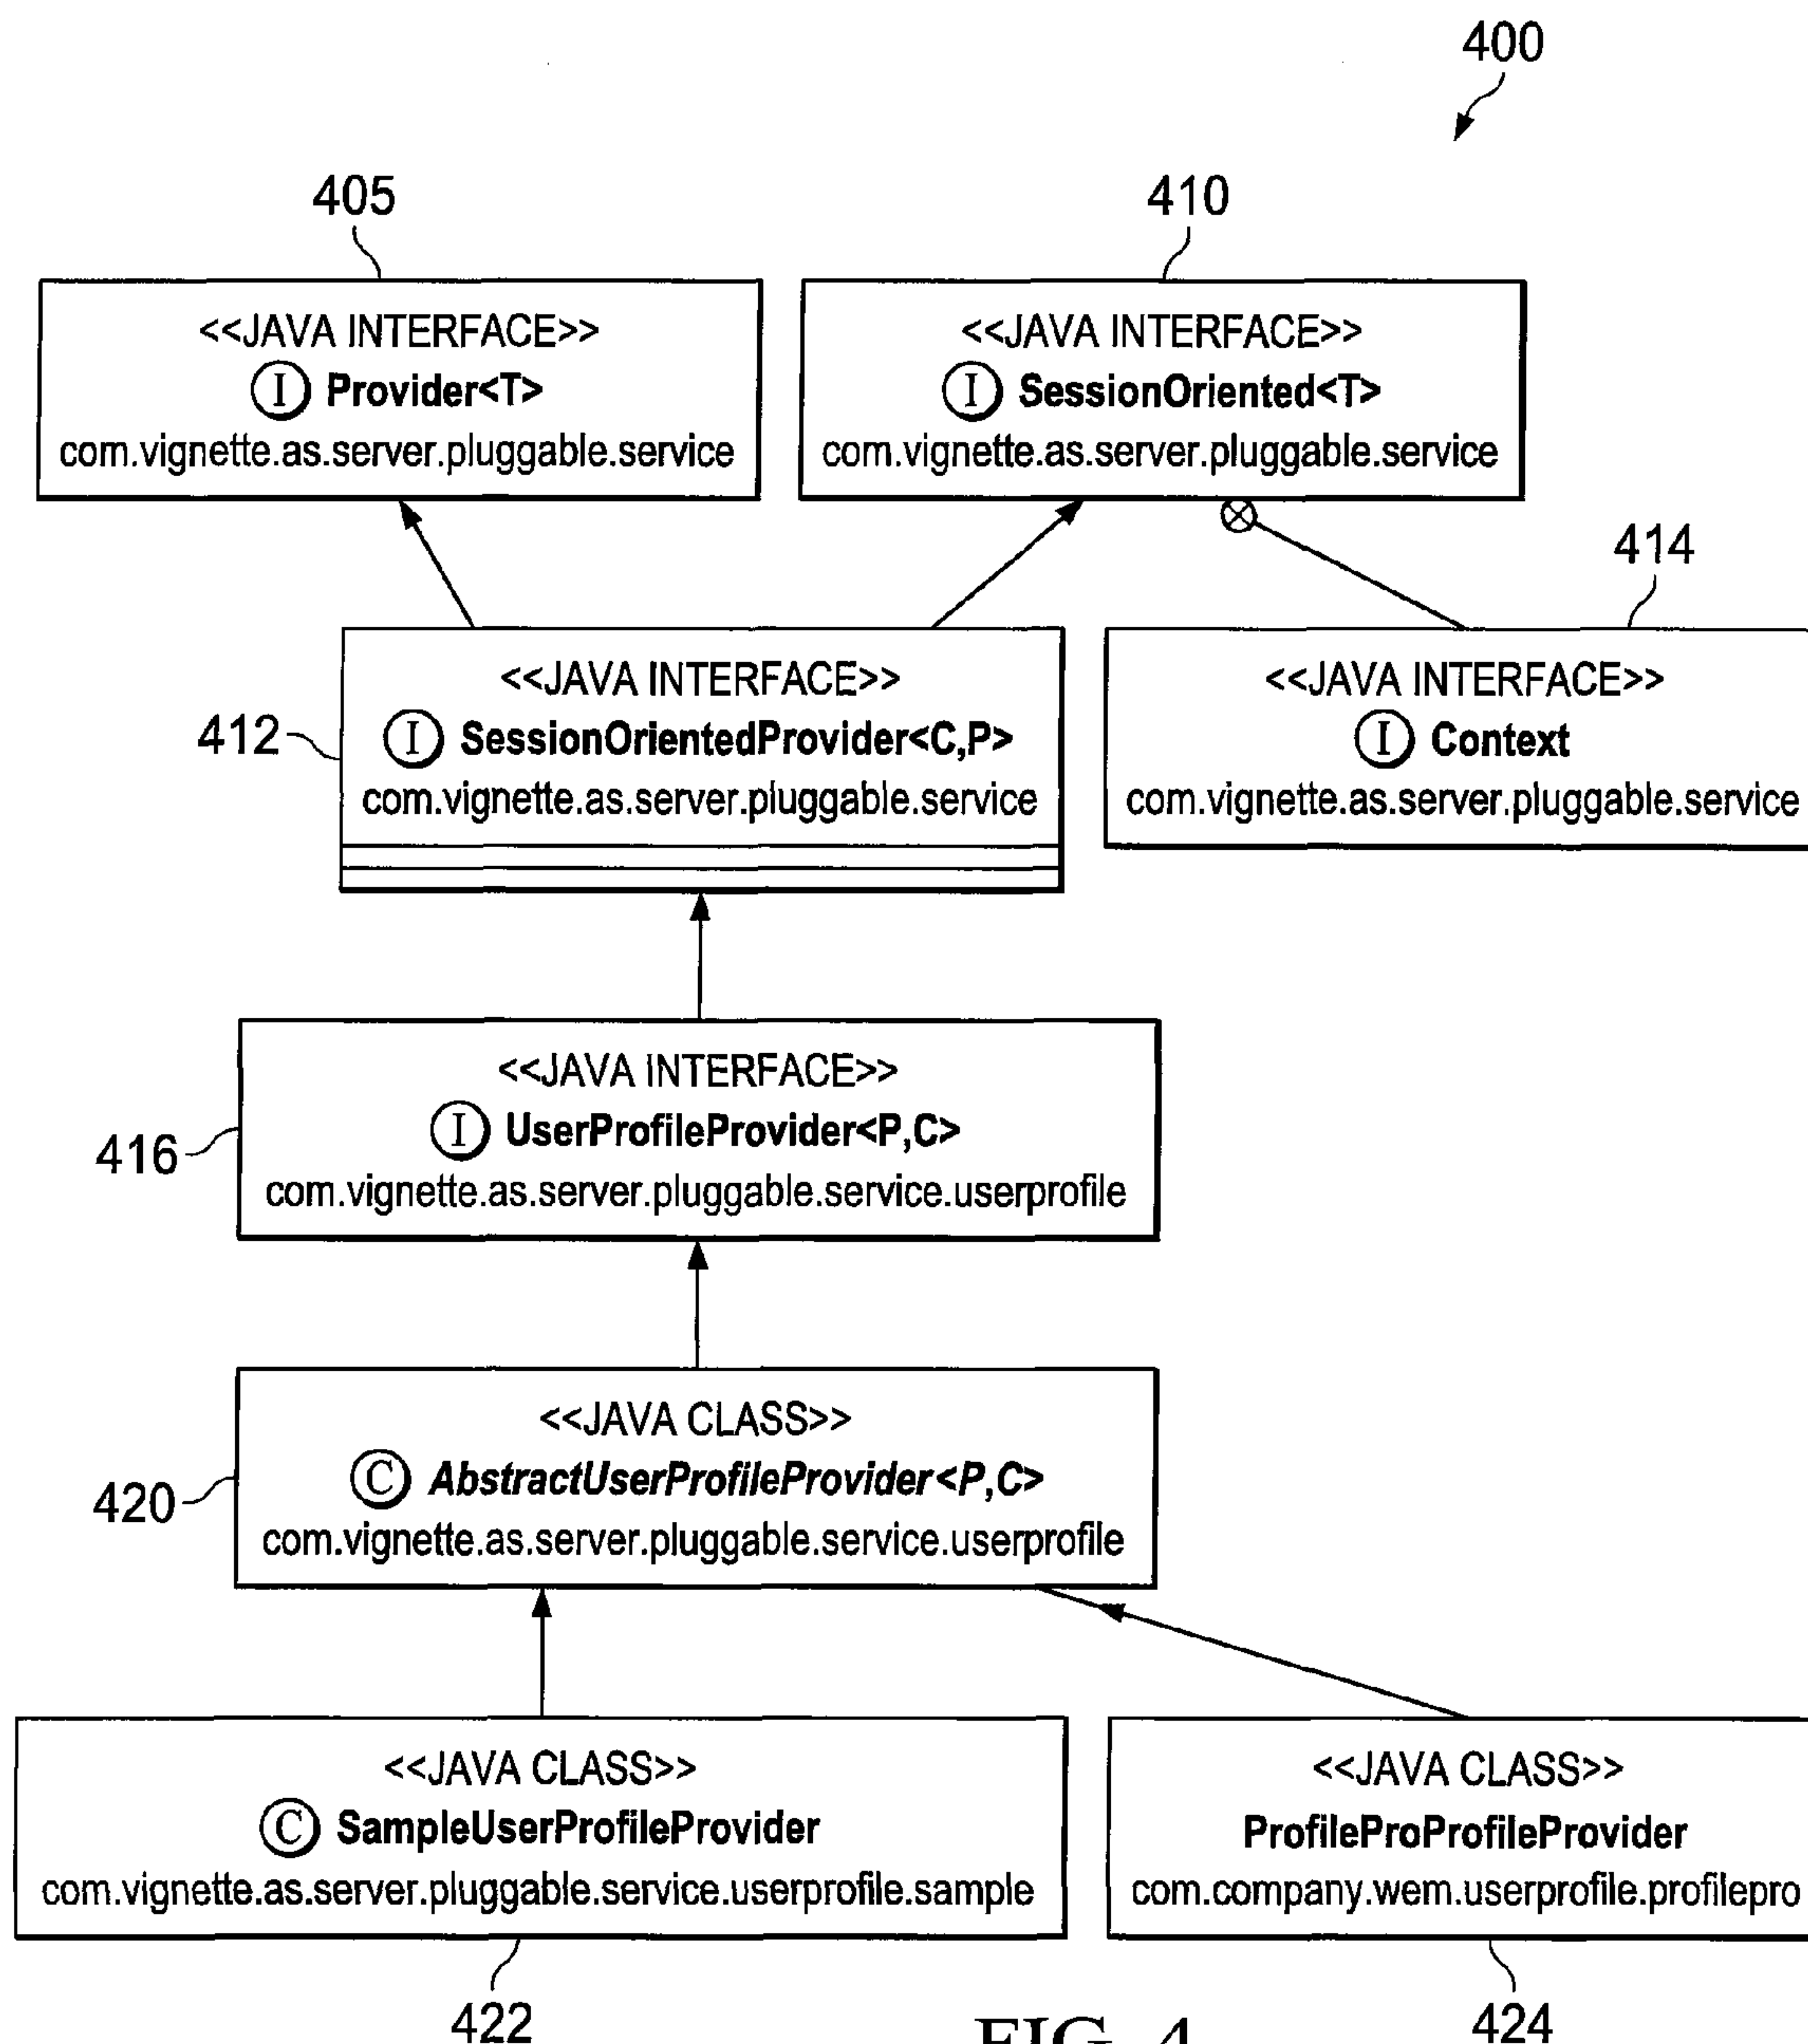 400
405
410
<<JAVA INTERFACE>>
I Provider<T>
com.vignette.as.server.pluggable.service
<<JAVA INTERFACE>>
I SessionOriented<T>
com.vignette.as.server.pluggable.service
414
412
<<JAVA INTERFACE>>
I SessionOrientedProvider<C,P>
com.vignette.as.server.pluggable.service
<<JAVA INTERFACE>>
I Context
com.vignette.as.server.pluggable.service
416
<<JAVA INTERFACE>>
I UserProfileProvider<P,C>
com.vignette.as.server.pluggable.service.userprofile
420
<<JAVA CLASS>>
C AbstractUserProfileProvider<P,C>
com.vignette.as.server.pluggable.service.userprofile
<<JAVA CLASS>>
C SampleUserProfileProvider
com.vignette.as.server.pluggable.service.userprofile.sample
<<JAVA CLASS>>
ProfileProProfileProvider
com.company.wem.userprofile.profilepro
422
FIG. 4
424